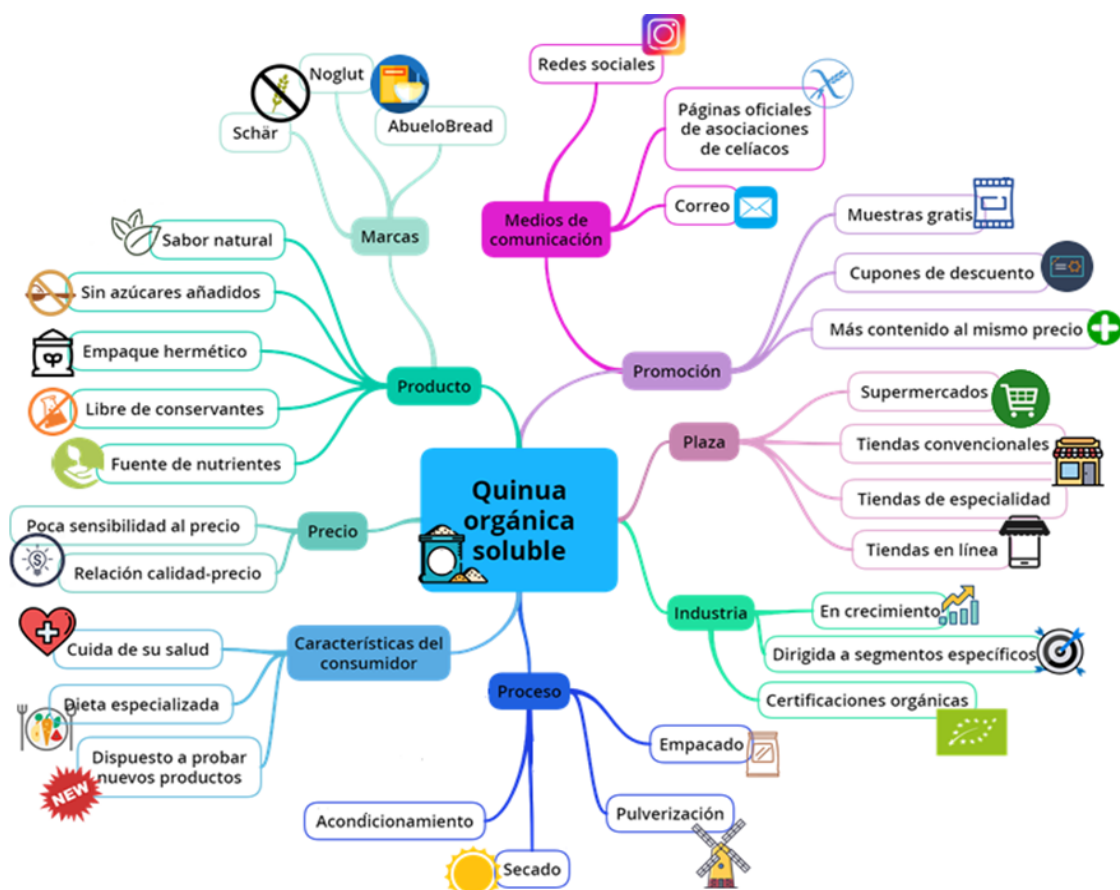 Redes sociales
Noglut
Páginas oficiales
de asociaciones
de celíacos
Schär
AbueloBread
Medios de
comunicación
Correo
Marcas
Muestras gratis
Sabor natural
Cupones de descuento
Sin azúcares añadidos
Más contenido al mismo precio
Empaque hermético
Promoción
Producto
Supermercados
Libre de conservantes
Plaza
Tiendas convencionales
Fuente de nutrientes
Quinua
orgánica
soluble
Tiendas de especialidad
Poca sensibilidad al precio
Precio
Tiendas en línea
S
Relación calidad-precio
Industria
En crecimiento
Características del
consumidor
Cuida de su salud
Dirigida a segmentos específicos
Proceso
Certificaciones orgánicas
Dieta especializada
Empacado
Dispuesto a probar
nuevos productos
NEW
Acondicionamiento
Pulverización
Secado